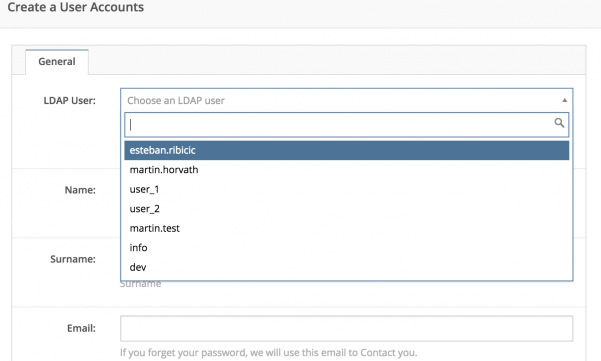 Create a User Accounts
General
LDAP User:
Choose an LDAP user
esteban.ribicic
martin.horvath
user_1
user_2
martin.test
info
dev
Name:
Surname:
Surname
Email:
If you forget your password, we will use this email to Contact you.